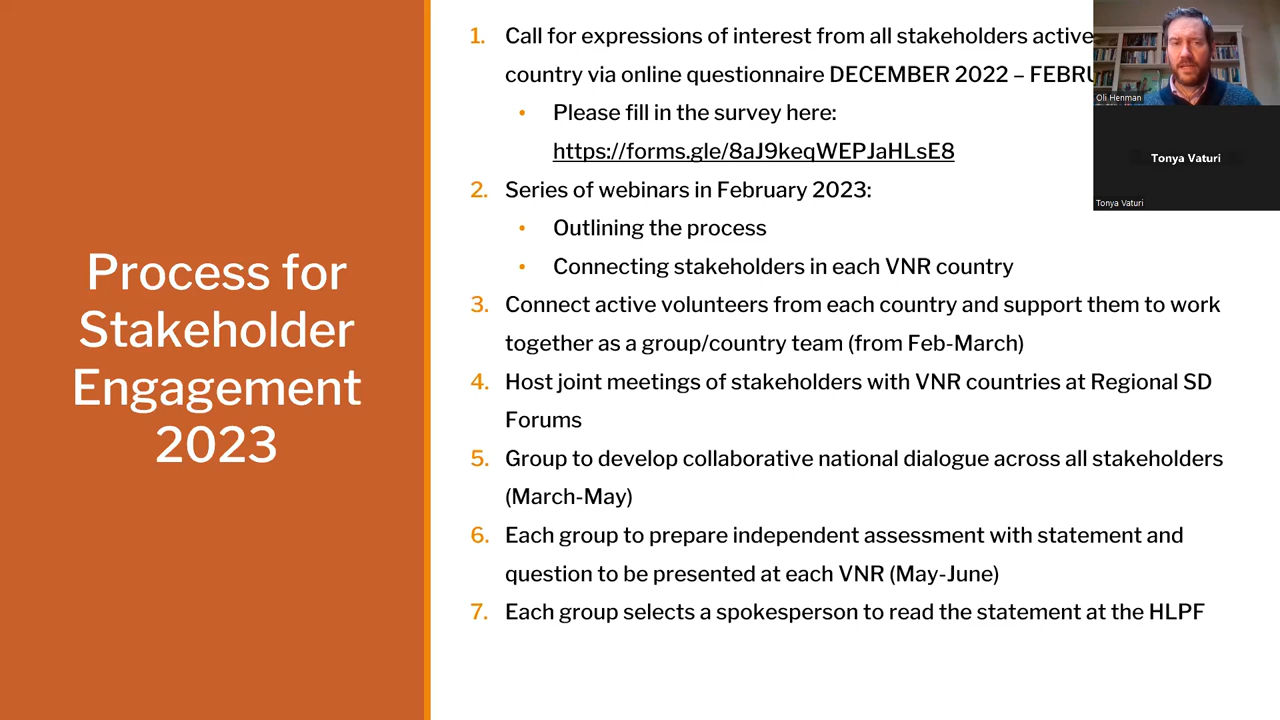 Process for
Stakeholder
Engagement
2023
1. Call for expressions of interest from all stakeholders active
country via online questionnaire DECEMBER 2022 –
• Please fill in the survey here:
https://forms.gle/8aJ9keqWEPJaHLsE8
2. Series of webinars in February 2023:
• Outlining the process
• Connecting stakeholders in each VNR country
3. Connect active volunteers from each country and support them to work
together as a group/country team (from Feb-March)
4. Host joint meetings of stakeholders with VNR countries at Regional SD
Forums
5. Group to develop collaborative national dialogue across all stakeholders
(March-May)
6. Each group to prepare independent assessment with statement and
question to be presented at each VNR (May-June)
7. Each group selects a spokesperson to read the statement at the HLPF
Oli Henman
Tonya Vaturi
Tonya Vaturi